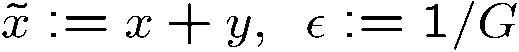 x̃ := x + y, ϵ := 1/G